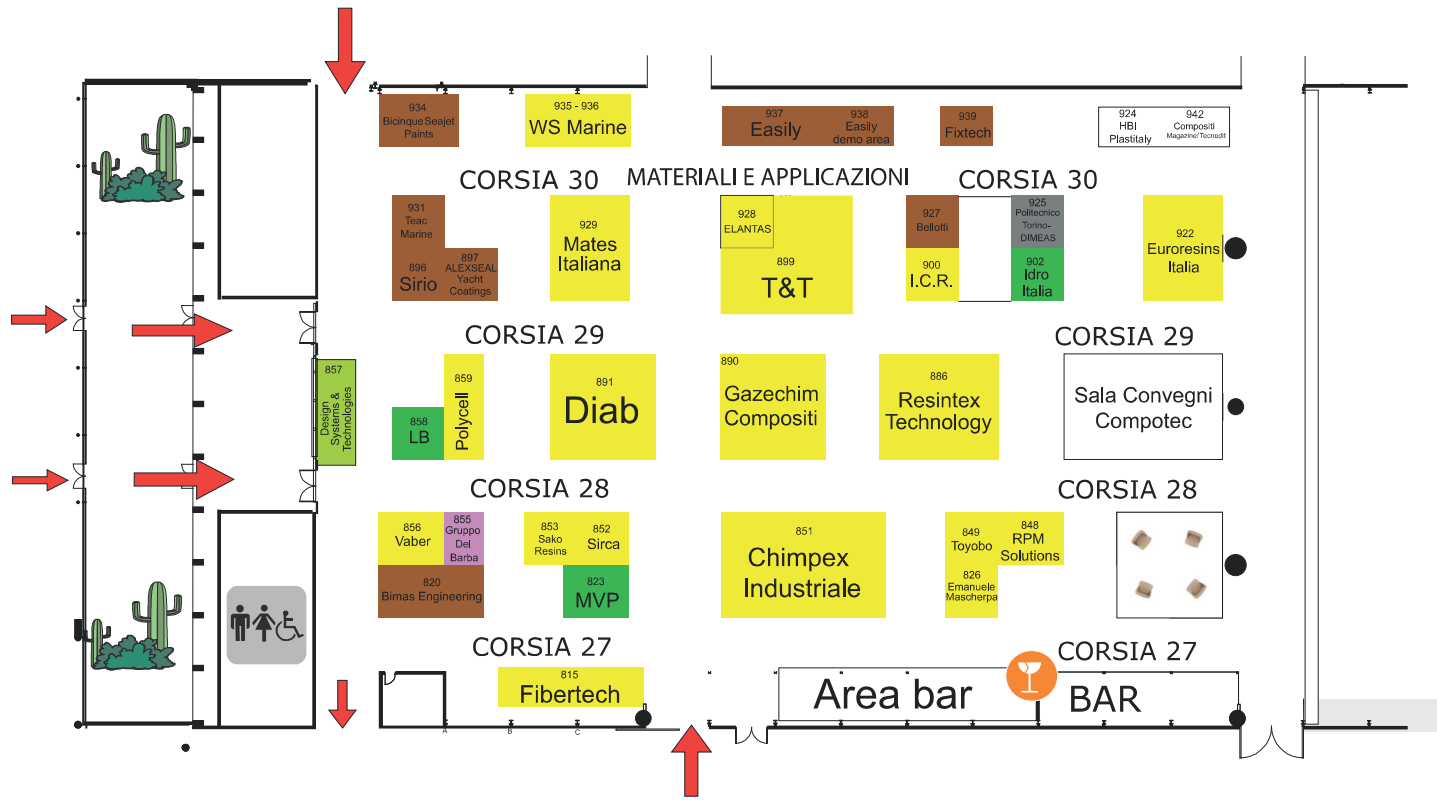 934
Bicinque Seajet
Paints
935 - 936
WS Marine
937
Easily
938
Easily
demo area
939
Fixtech
924
HBI
Plastitaly
942
Compositi
Magazine/Tecnedit
CORSIA 30
MATERIALI E APPLICAZIONI
CORSIA 30
931
Teac
Marine
896
Sirio
897
ALEXSEAL
Yacht
Coatings
929
Mates
Italiana
928
ELANTAS
899
T&T
927
Bellotti
900
I.C.R.
925
Politecnico
Torino-
DIMEAS
902
Idro
Italia
922
Euroresins
Italia
CORSIA 29
CORSIA 29
857
Design
Systems &
Technologies
858
LB
859
Polycell
891
Diab
890
Gazechim
Compositi
886
Resintex
Technology
Sala Convegni
Compotec
CORSIA 28
CORSIA 28
856
Vaber
855
Gruppo
Del
Barba
820
Bimas Engineering
853
Sako
Resins
852
Sirca
823
MVP
851
Chimpex
Industriale
849
Toyobo
848
RPM
Solutions
826
Emanuele
Mascherpa
CORSIA 27
CORSIA 27
815
Fibertech
Area bar
BAR
A
B
C